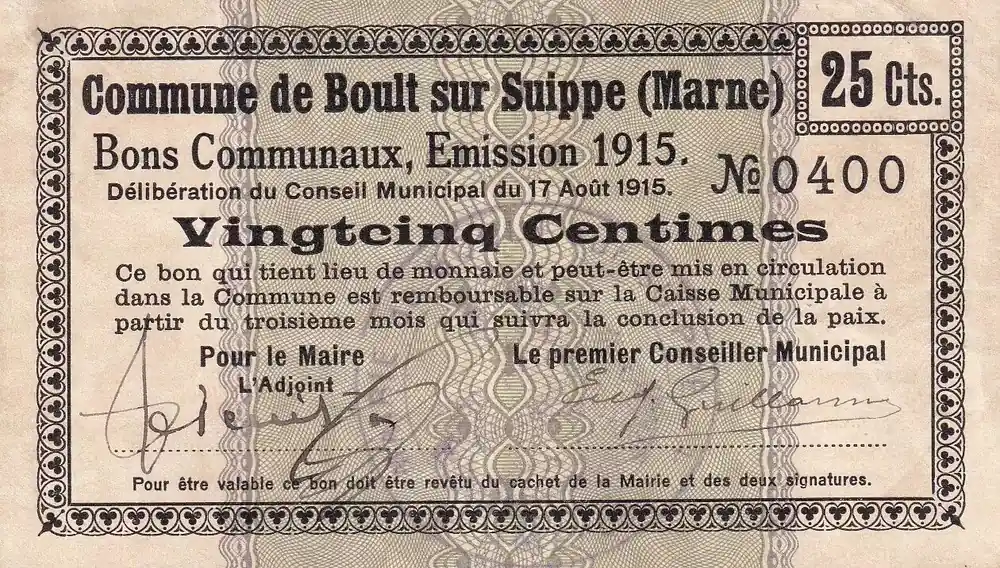 Commune de Boult sur Suippe (Marne)
25 Cts.
Bons Communaux, Emission 1915.
Délibération du Conseil Municipal du 17 Août 1915.
№ 0400
Vingtcinq Centimes
Ce bon qui tient lieu de monnaie et peut-être mis en circulation
dans la Commune est remboursable sur la Caisse Municipale à
partir du troisième mois qui suivra la conclusion de la paix.
Pour le Maire
L'Adjoint
Le premier Conseiller Municipal
Pour être valable ce bon doit être revêtu du cachet de la Mairie et des deux signatures.